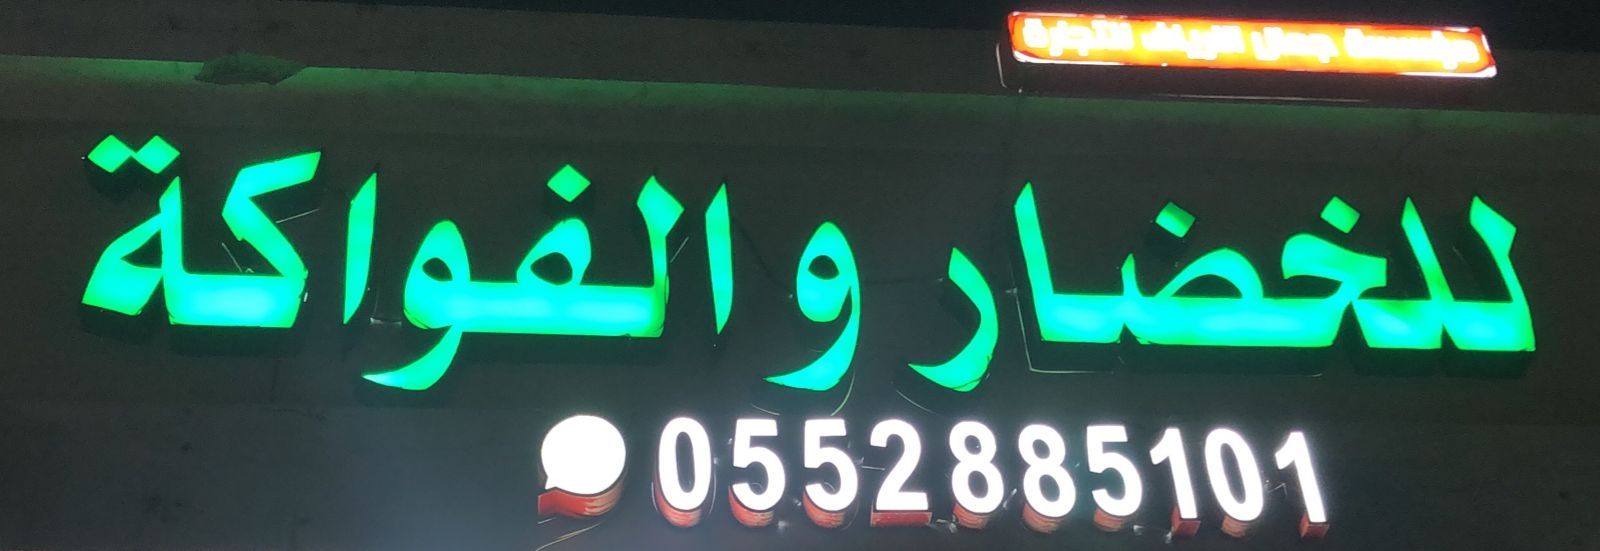 مؤسسة جمال الريف للتجارة
للخضار والفواكة
0552885101